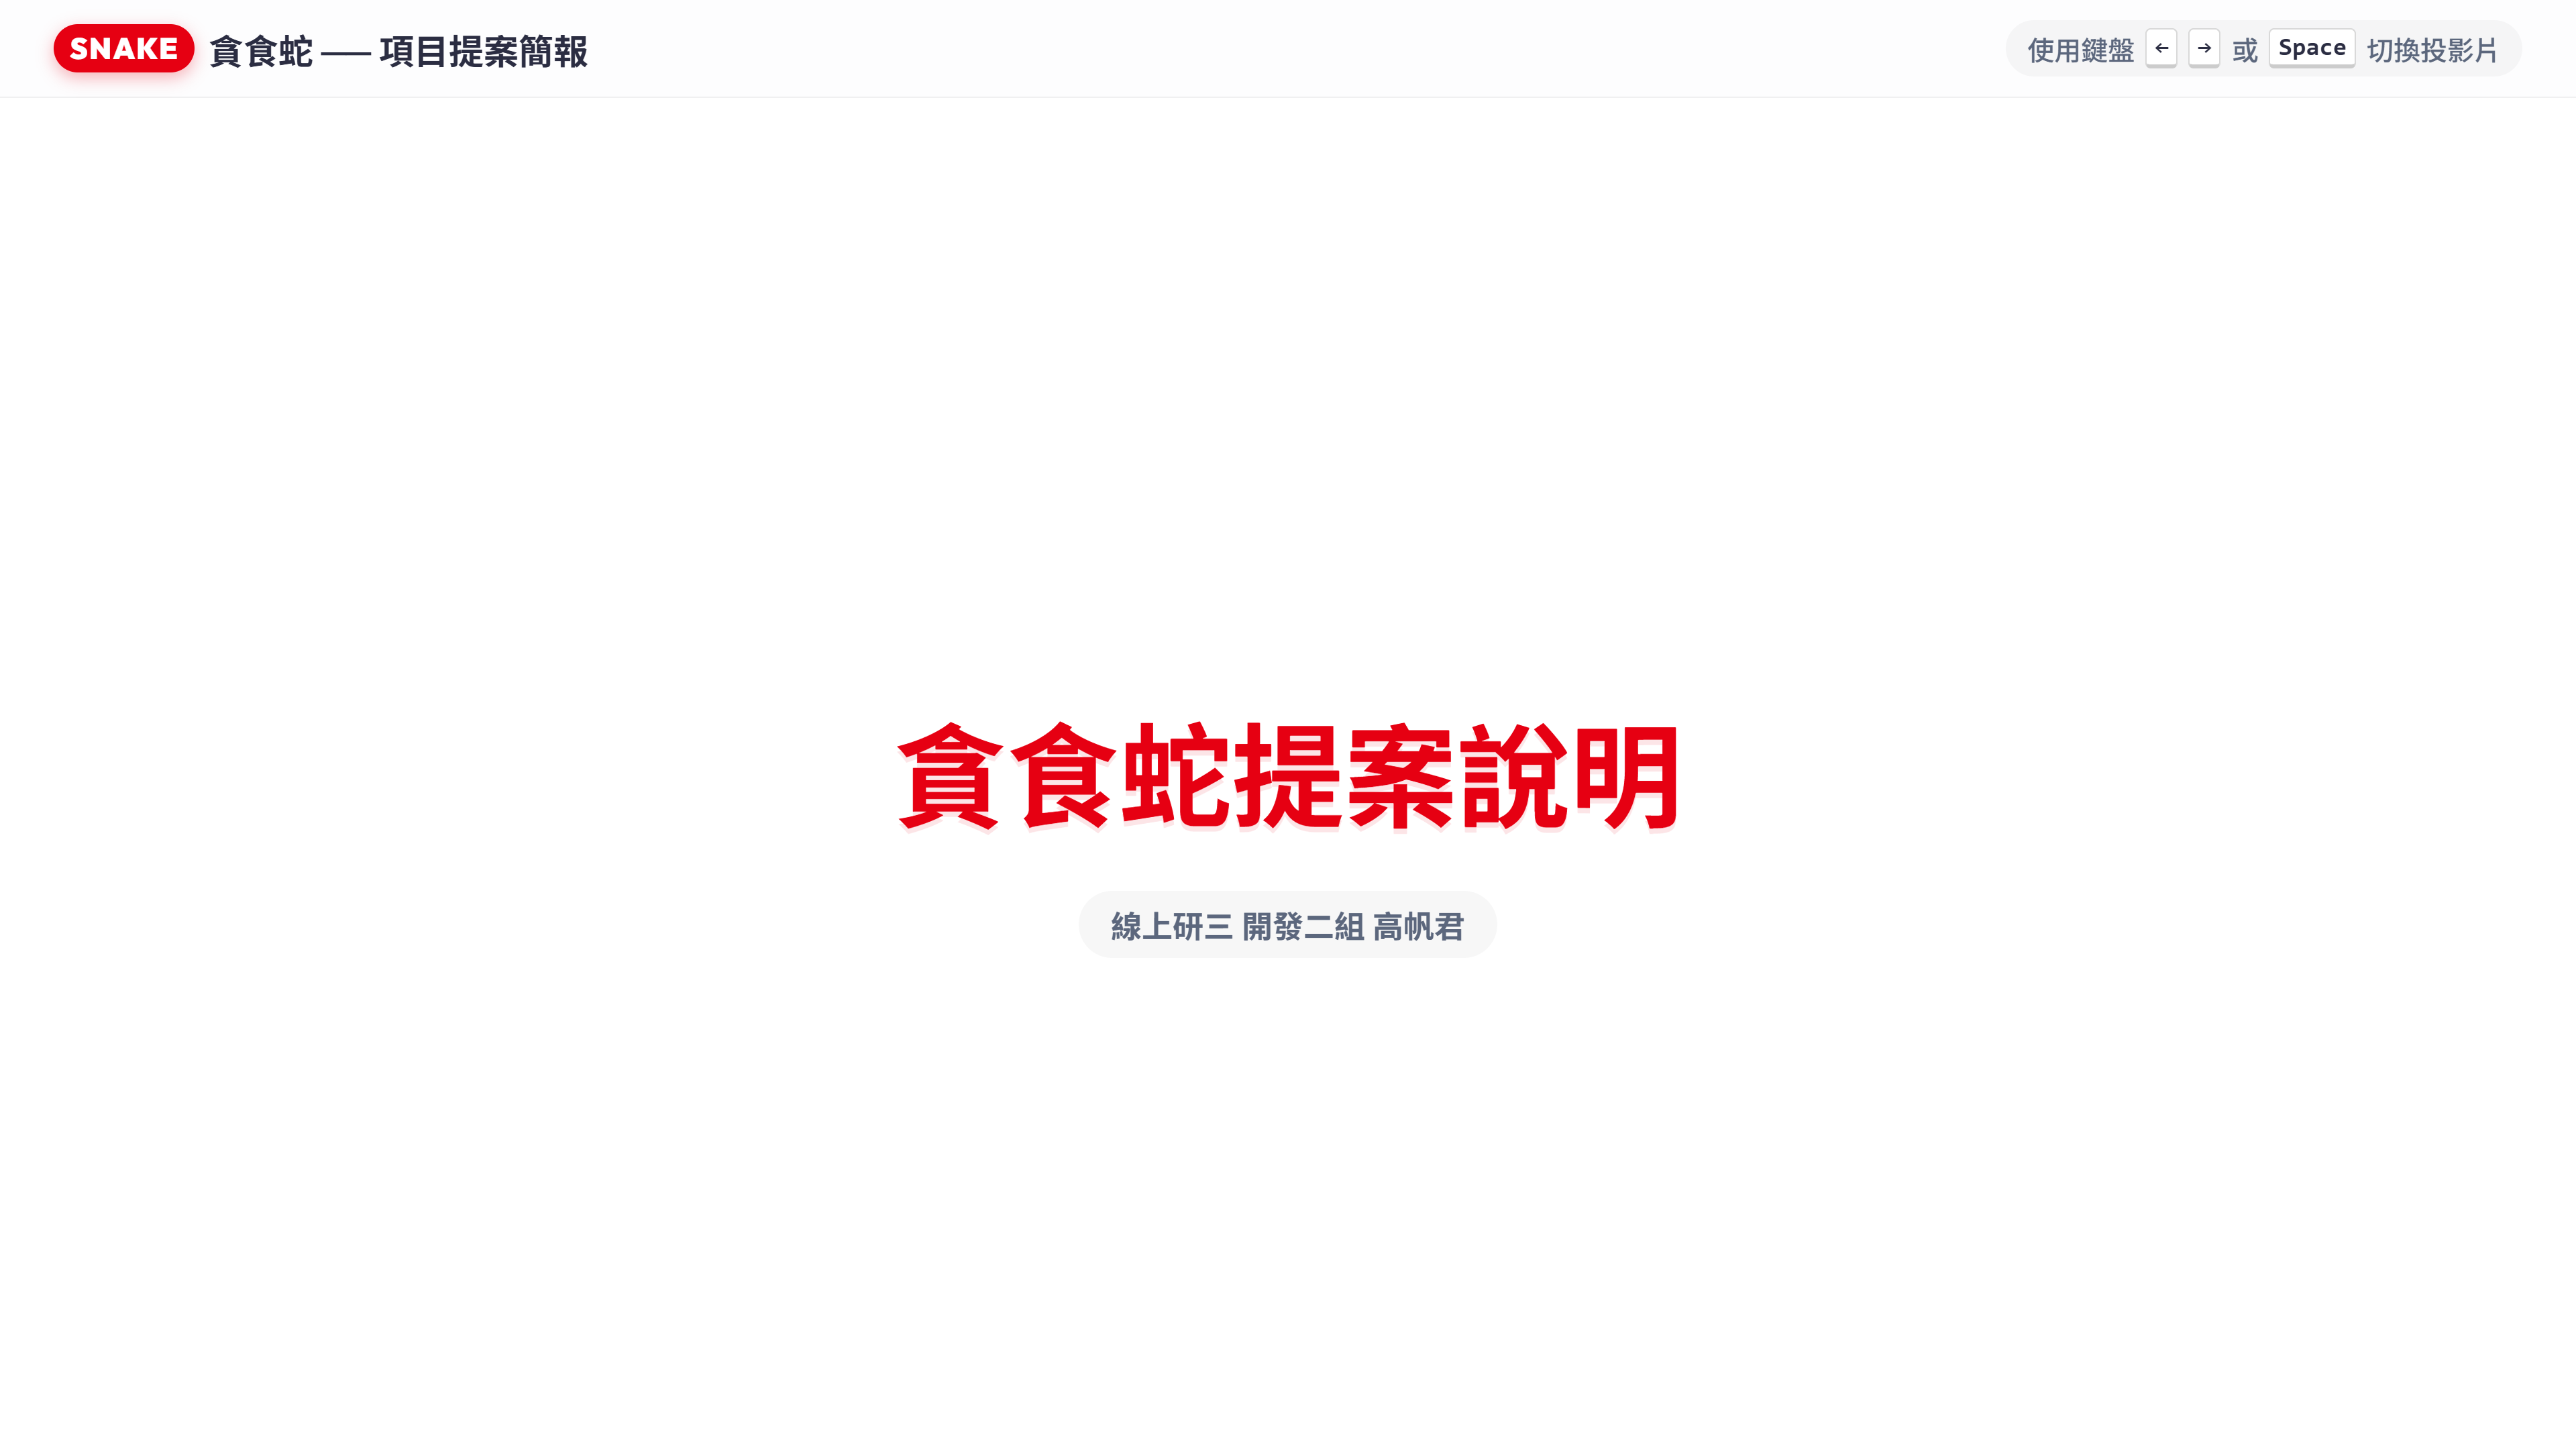 SNAKE 貪食蛇 —— 項目提案簡報
使用鍵盤 ← → 或 Space 切換投影片
貪食蛇提案說明
線上研三 開發二組 高帆君